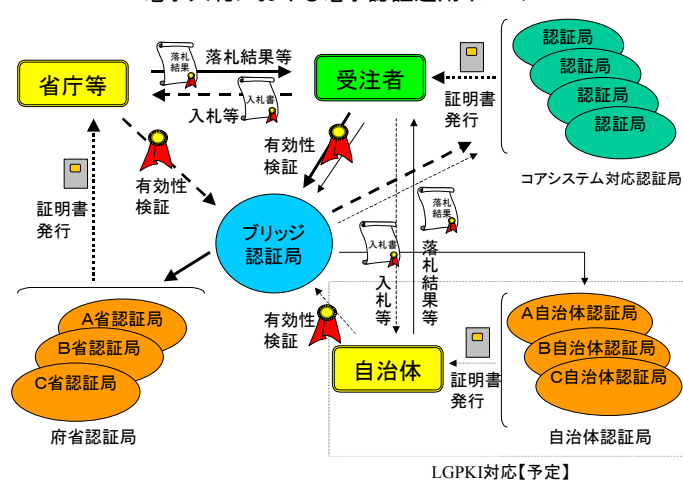 落札
結果
落札結果等
省庁等
受注者
入札書
入札等
証明書
発行
認証局
認証局
認証局
認証局
コアシステム対応認証局
有効性
検証
有効性
検証
証明書
発行
ブリッジ
認証局
落札
結果
入札書
入札等
落札結果等
有効性
検証
A省認証局
B省認証局
C省認証局
府省認証局
自治体
証明書
発行
A自治体認証局
B自治体認証局
C自治体認証局
自治体認証局
LGPKI対応【予定】